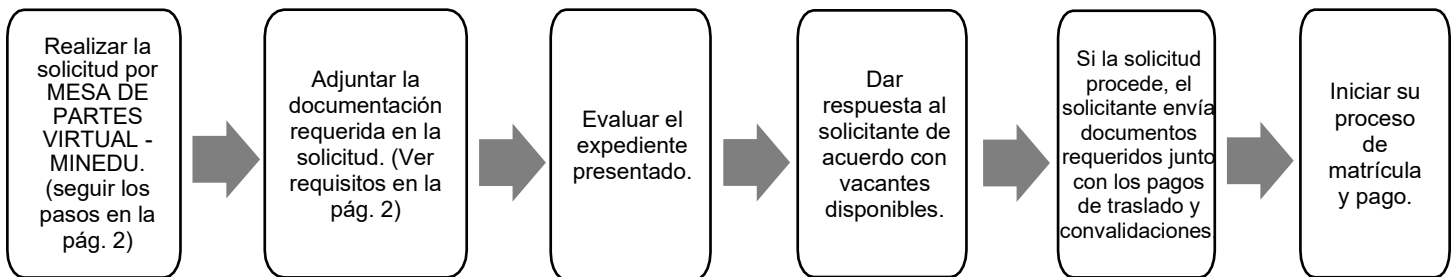 Realizar la
solicitud por
MESA DE
PARTES
VIRTUAL -
MINEDU.
(seguir los
pasos en la
pág. 2)
Adjuntar la
documentación
requerida en la
solicitud. (Ver
requisitos en la
pág. 2)
Evaluar el
expediente
presentado.
Dar
respuesta al
solicitante de
acuerdo con
vacantes
disponibles.
Si la solicitud
procede, el
solicitante envía
documentos
requeridos junto
con los pagos
de traslado y
convalidaciones
Iniciar su
proceso
de
matrícula
y pago.